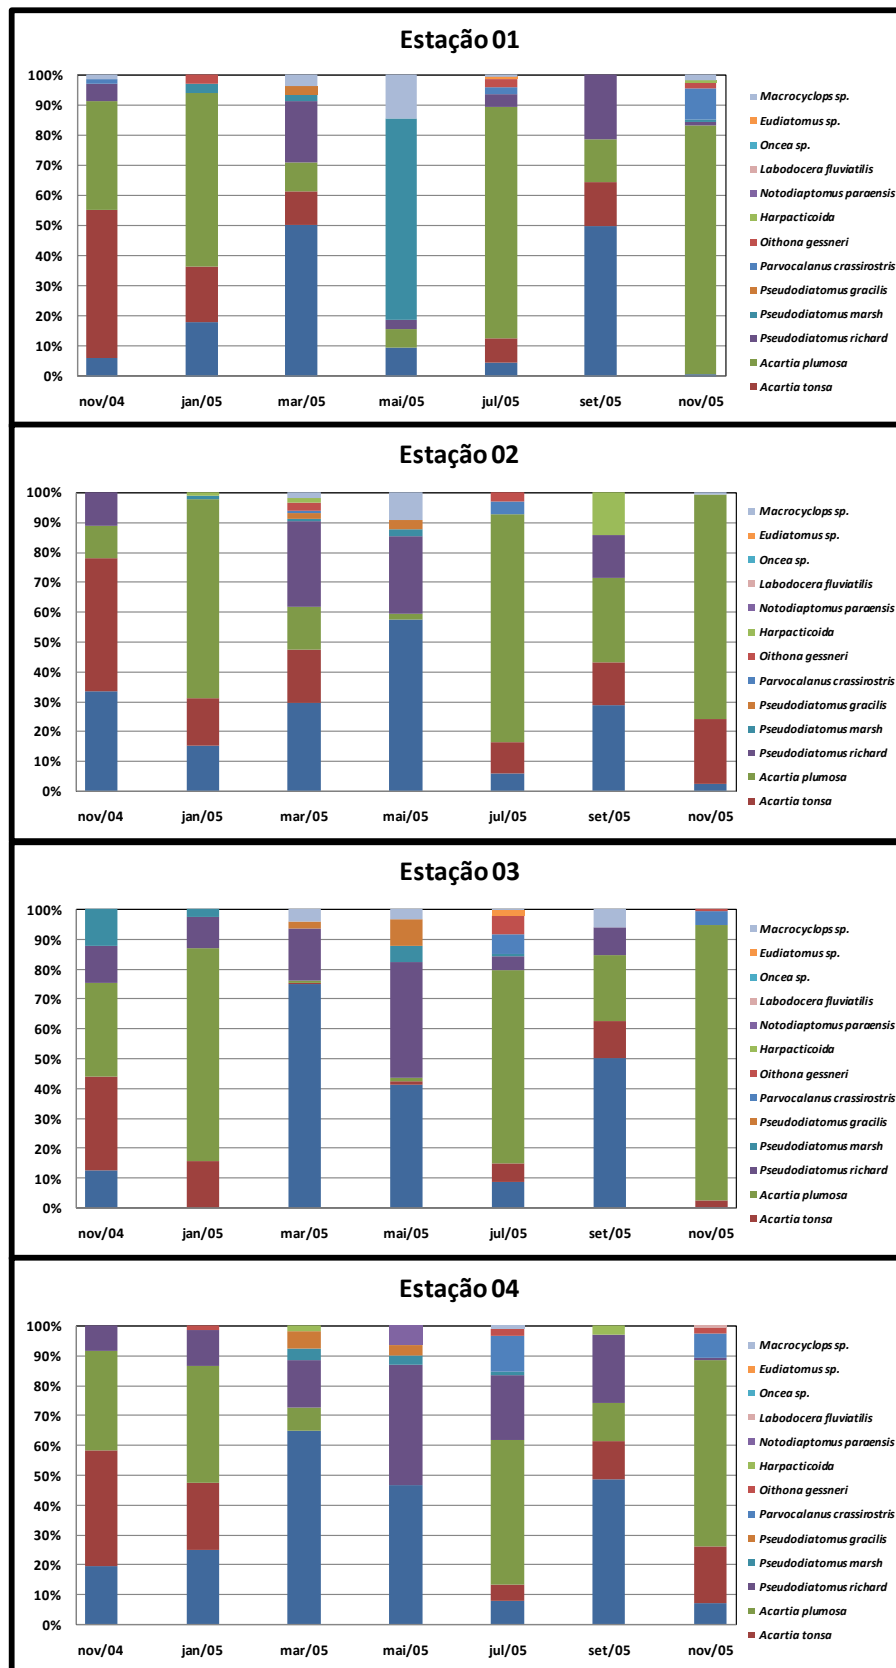 Estação 01
100%
90%
80%
70%
60%
50%
40%
30%
20%
10%
0%
nov/04 jan/05 mar/05 mai/05 jul/05 set/05 nov/05
Macrocyclops sp.
Eudiatomus sp.
Oncea sp.
Labodocera fluviatilis
Notodiaptomus paraensis
Harpacticoida
Oithona gessneri
Parvocalanus crassirostris
Pseudodiatomus gracilis
Pseudodiatomus marsh
Pseudodiatomus richard
Acartia plumosa
Acartia tonsa
Estação 02
100%
90%
80%
70%
60%
50%
40%
30%
20%
10%
0%
nov/04 jan/05 mar/05 mai/05 jul/05 set/05 nov/05
Macrocyclops sp.
Eudiatomus sp.
Oncea sp.
Labodocera fluviatilis
Notodiaptomus paraensis
Harpacticoida
Oithona gessneri
Parvocalanus crassirostris
Pseudodiatomus gracilis
Pseudodiatomus marsh
Pseudodiatomus richard
Acartia plumosa
Acartia tonsa
Estação 03
100%
90%
80%
70%
60%
50%
40%
30%
20%
10%
0%
nov/04 jan/05 mar/05 mai/05 jul/05 set/05 nov/05
Macrocyclops sp.
Eudiatomus sp.
Oncea sp.
Labodocera fluviatilis
Notodiaptomus paraensis
Harpacticoida
Oithona gessneri
Parvocalanus crassirostris
Pseudodiatomus gracilis
Pseudodiatomus marsh
Pseudodiatomus richard
Acartia plumosa
Acartia tonsa
Estação 04
100%
90%
80%
70%
60%
50%
40%
30%
20%
10%
0%
nov/04 jan/05 mar/05 mai/05 jul/05 set/05 nov/05
Macrocyclops sp.
Eudiatomus sp.
Oncea sp.
Labodocera fluviatilis
Notodiaptomus paraensis
Harpacticoida
Oithona gessneri
Parvocalanus crassirostris
Pseudodiatomus gracilis
Pseudodiatomus marsh
Pseudodiatomus richard
Acartia plumosa
Acartia tonsa